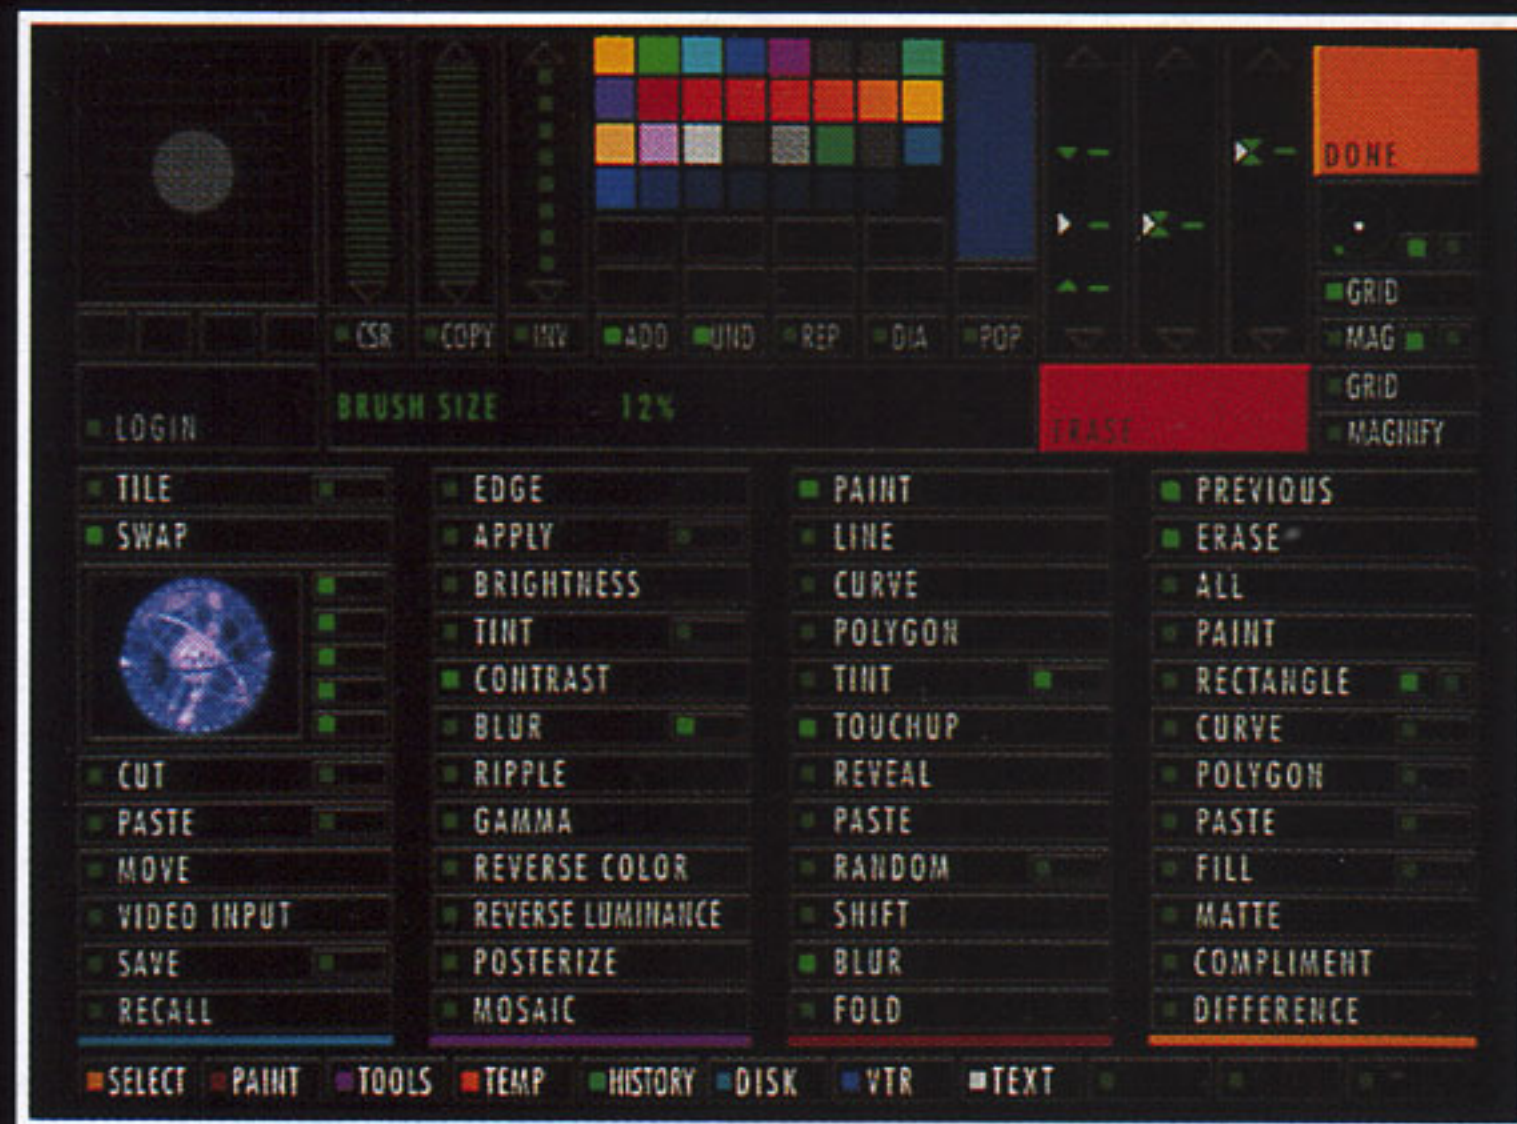 DONE
GRID
CSR COPY INV ADD UND REP DIA POP MAG
GRID
LOGIN BRUSH SIZE 12% ERASE MAGNIFY
TILE
SWAP
CUT
PASTE
MOVE
VIDEO INPUT
SAVE
RECALL
EDGE
APPLY
BRIGHTNESS
TINT
CONTRAST
BLUR
RIPPLE
GAMMA
REVERSE COLOR
REVERSE LUMINANCE
POSTERIZE
MOSAIC
PAINT
LINE
CURVE
POLYGON
TINT
TOUCHUP
REVEAL
PASTE
RANDOM
SHIFT
BLUR
FOLD
PREVIOUS
ERASE
ALL
PAINT
RECTANGLE
CURVE
POLYGON
PASTE
FILL
MATTE
COMPLIMENT
DIFFERENCE
SELECT PAINT TOOLS TEMP HISTORY DISK VTR TEXT